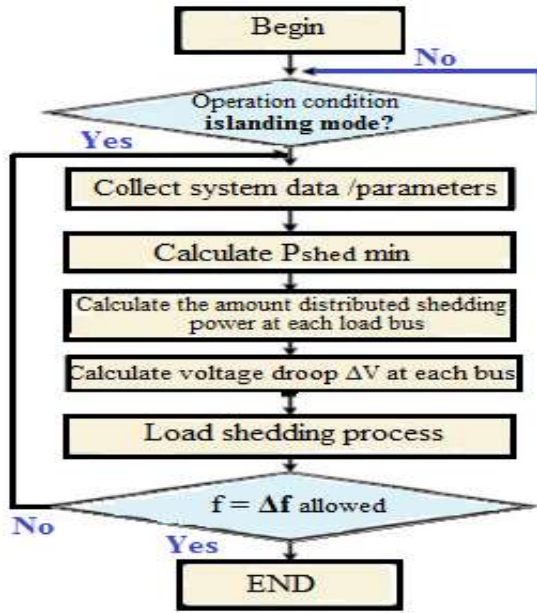 Begin
No
Operation condition
islanding mode?
Yes
Collect system data /parameters
Calculate Pshed min
Calculate the amount distributed shedding
power at each load bus
Calculate voltage droop ΔV at each bus
Load shedding process
f = Δf allowed
No
Yes
END